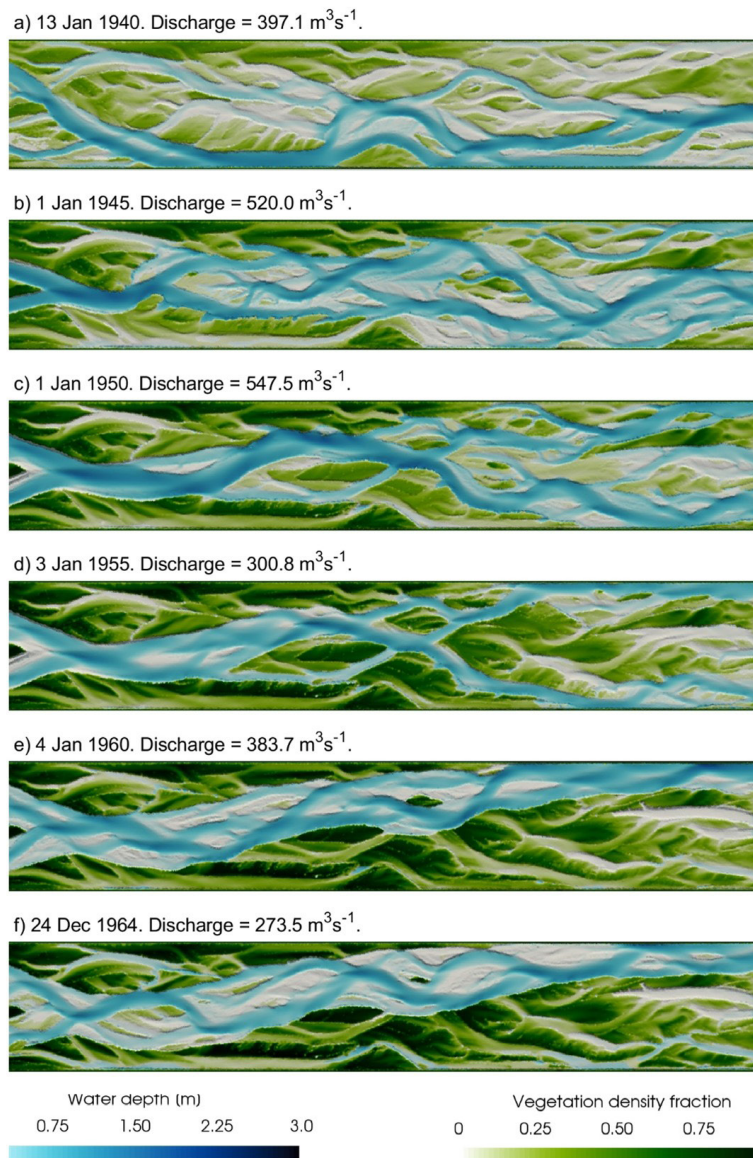 a) 13 Jan 1940. Discharge = 397.1 m³s⁻¹.
b) 1 Jan 1945. Discharge = 520.0 m³s⁻¹.
c) 1 Jan 1950. Discharge = 547.5 m³s⁻¹.
d) 3 Jan 1955. Discharge = 300.8 m³s⁻¹.
e) 4 Jan 1960. Discharge = 383.7 m³s⁻¹.
f) 24 Dec 1964. Discharge = 273.5 m³s⁻¹.
Water depth [m]
0.75 1.50 2.25 3.0
Vegetation density fraction
0 0.25 0.50 0.75